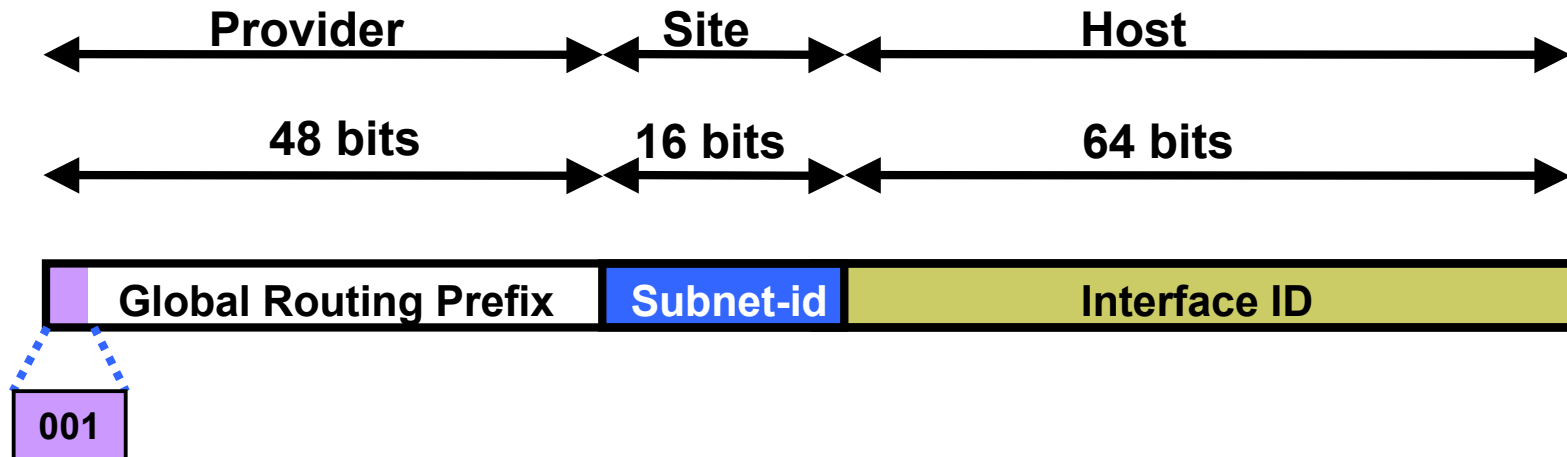 Provider Site Host
48 bits 16 bits 64 bits
Global Routing Prefix Subnet-id Interface ID
001